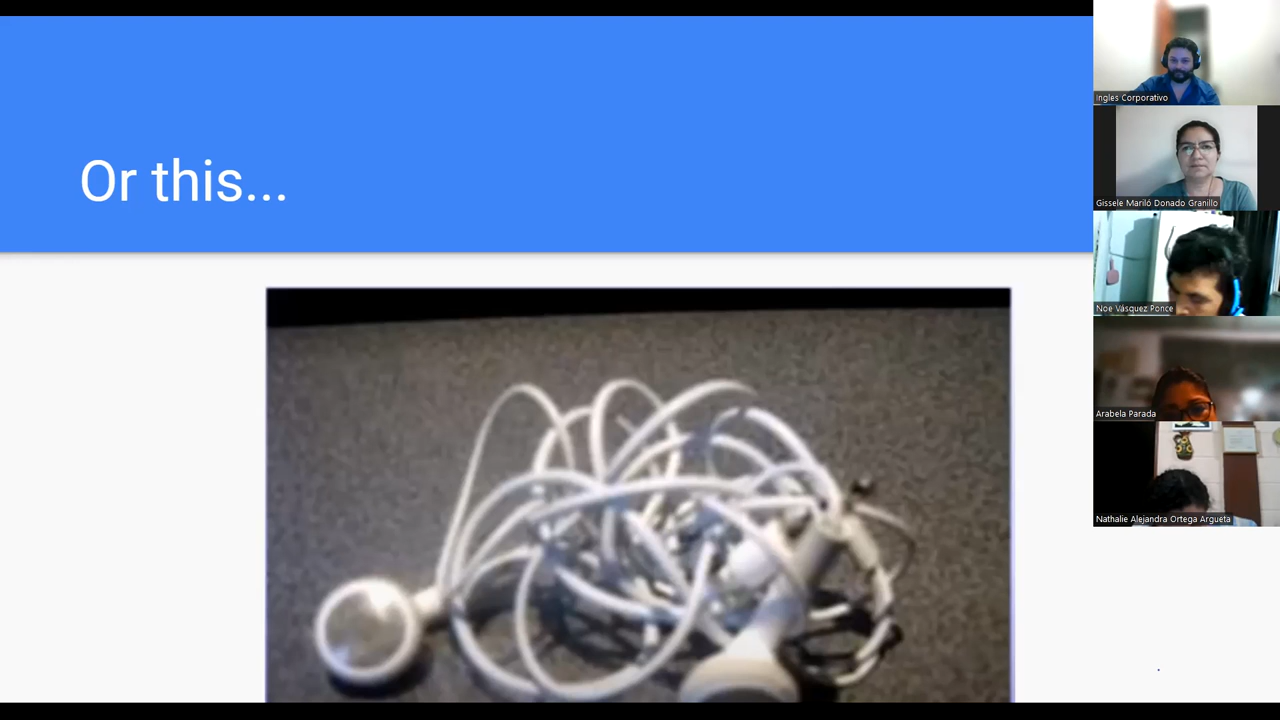 Or this...
Ingles Corporativo
Gissele Mariló Donado Granillo
Noe Vásquez Ponce
Arabela Parada
Nathalie Alejandra Ortega Argueta